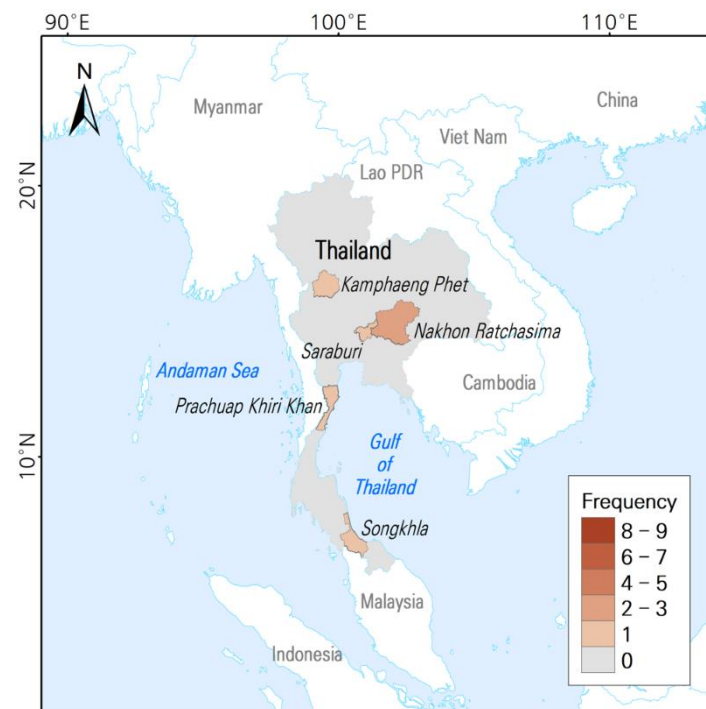 90°E
100°E
110°E
N
Myanmar
China
Viet Nam
Lao PDR
20°N
Thailand
Kamphaeng Phet
Nakhon Ratchasima
Saraburi
Andaman Sea
Cambodia
Prachuap Khiri Khan
10°N
Gulf
of
Thailand
Songkhla
Malaysia
Indonesia
Frequency
8 – 9
6 – 7
4 – 5
2 – 3
1
0